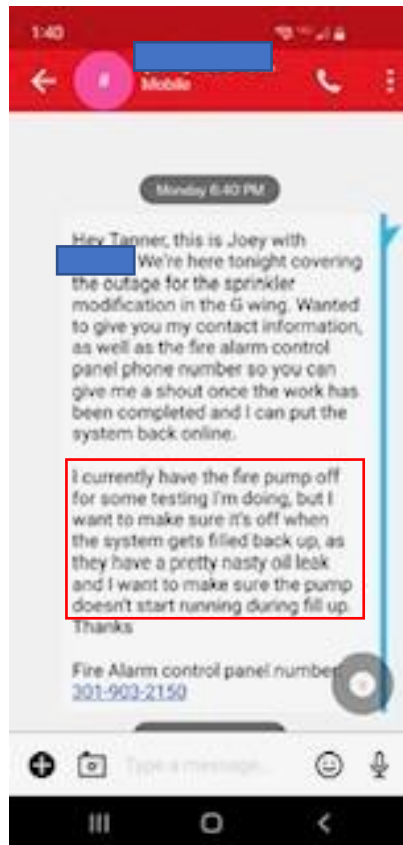 1:40
#
Mobile
Monday 6:40 PM
Hey Tanner, this is Joey with
We're here tonight covering
the outage for the sprinkler
modification in the G wing. Wanted
to give you my contact information,
as well as the fire alarm control
panel phone number so you can
give me a shout once the work has
been completed and I can put the
system back online.
I currently have the fire pump off
for some testing I'm doing, but I
want to make sure it's off when
the system gets filled back up, as
they have a pretty nasty oil leak
and I want to make sure the pump
doesn't start running during fill up.
Thanks
Fire Alarm control panel number
301-903-2150
Type a message...